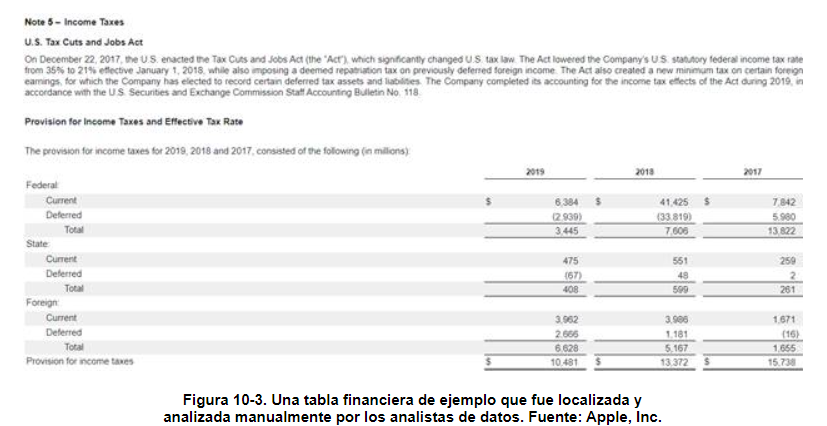 Note 5 – Income Taxes
U.S. Tax Cuts and Jobs Act
On December 22, 2017, the U.S. enacted the Tax Cuts and Jobs Act (the "Act"), which significantly changed U.S. tax law. The Act lowered the Company's U.S. statutory federal income tax rate
from 35% to 21% effective January 1, 2018, while also imposing a deemed repatriation tax on previously deferred foreign income. The Act also created a new minimum tax on certain foreign
earnings, for which the Company has elected to record certain deferred tax assets and liabilities. The Company completed its accounting for the income tax effects of the Act during 2019, in
accordance with the U.S. Securities and Exchange Commission Staff Accounting Bulletin No. 118.
Provision for Income Taxes and Effective Tax Rate
The provision for income taxes for 2019, 2018 and 2017, consisted of the following (in millions):
2019 2018 2017
Federal:
Current $ 6,384 $ 41,425 $ 7,842
Deferred (2,939) (33,819) 5,980
Total 3,445 7,606 13,822
State:
Current 475 551 259
Deferred (67) 48 2
Total 408 599 261
Foreign:
Current 3,962 3,986 1,671
Deferred 2,666 1,181 (16)
Total 6,628 5,167 1,655
Provision for income taxes $ 10,481 $ 13,372 $ 15,738
Figura 10-3. Una tabla financiera de ejemplo que fue localizada y
analizada manualmente por los analistas de datos. Fuente: Apple, Inc.